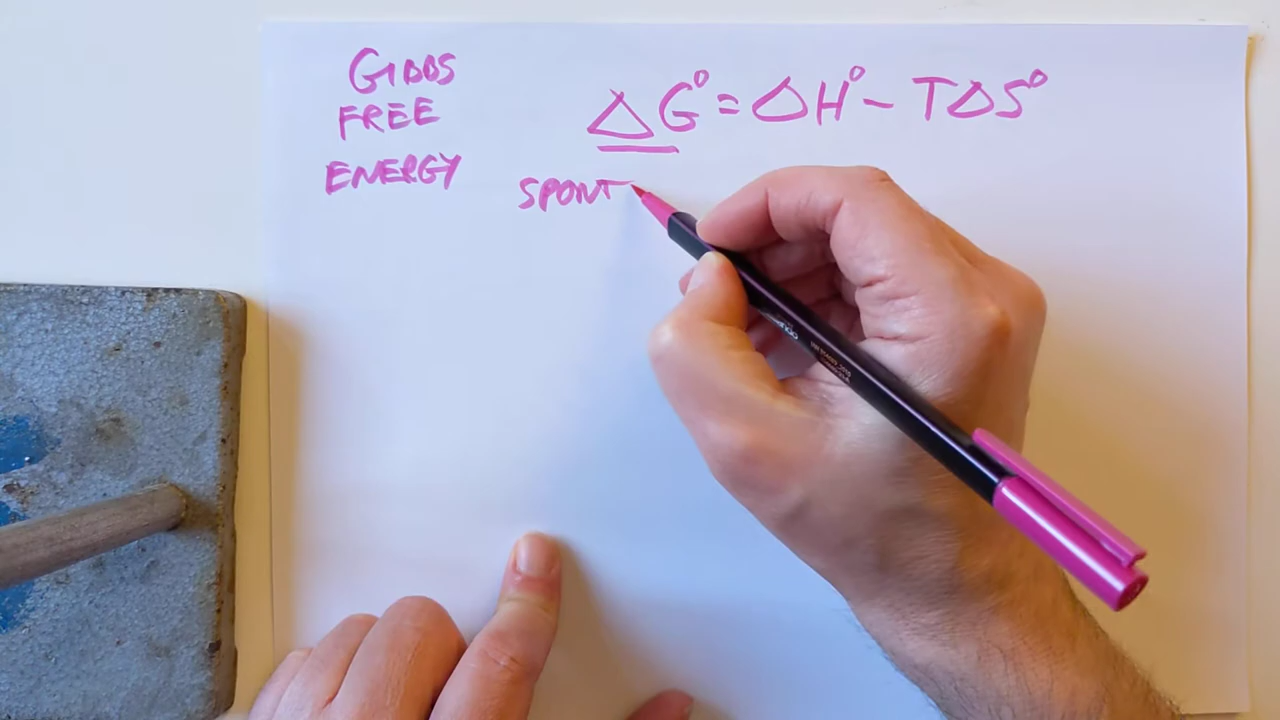 GIBBS
FREE
ENERGY
ΔG° = ΔH° - TΔS°
SPONT